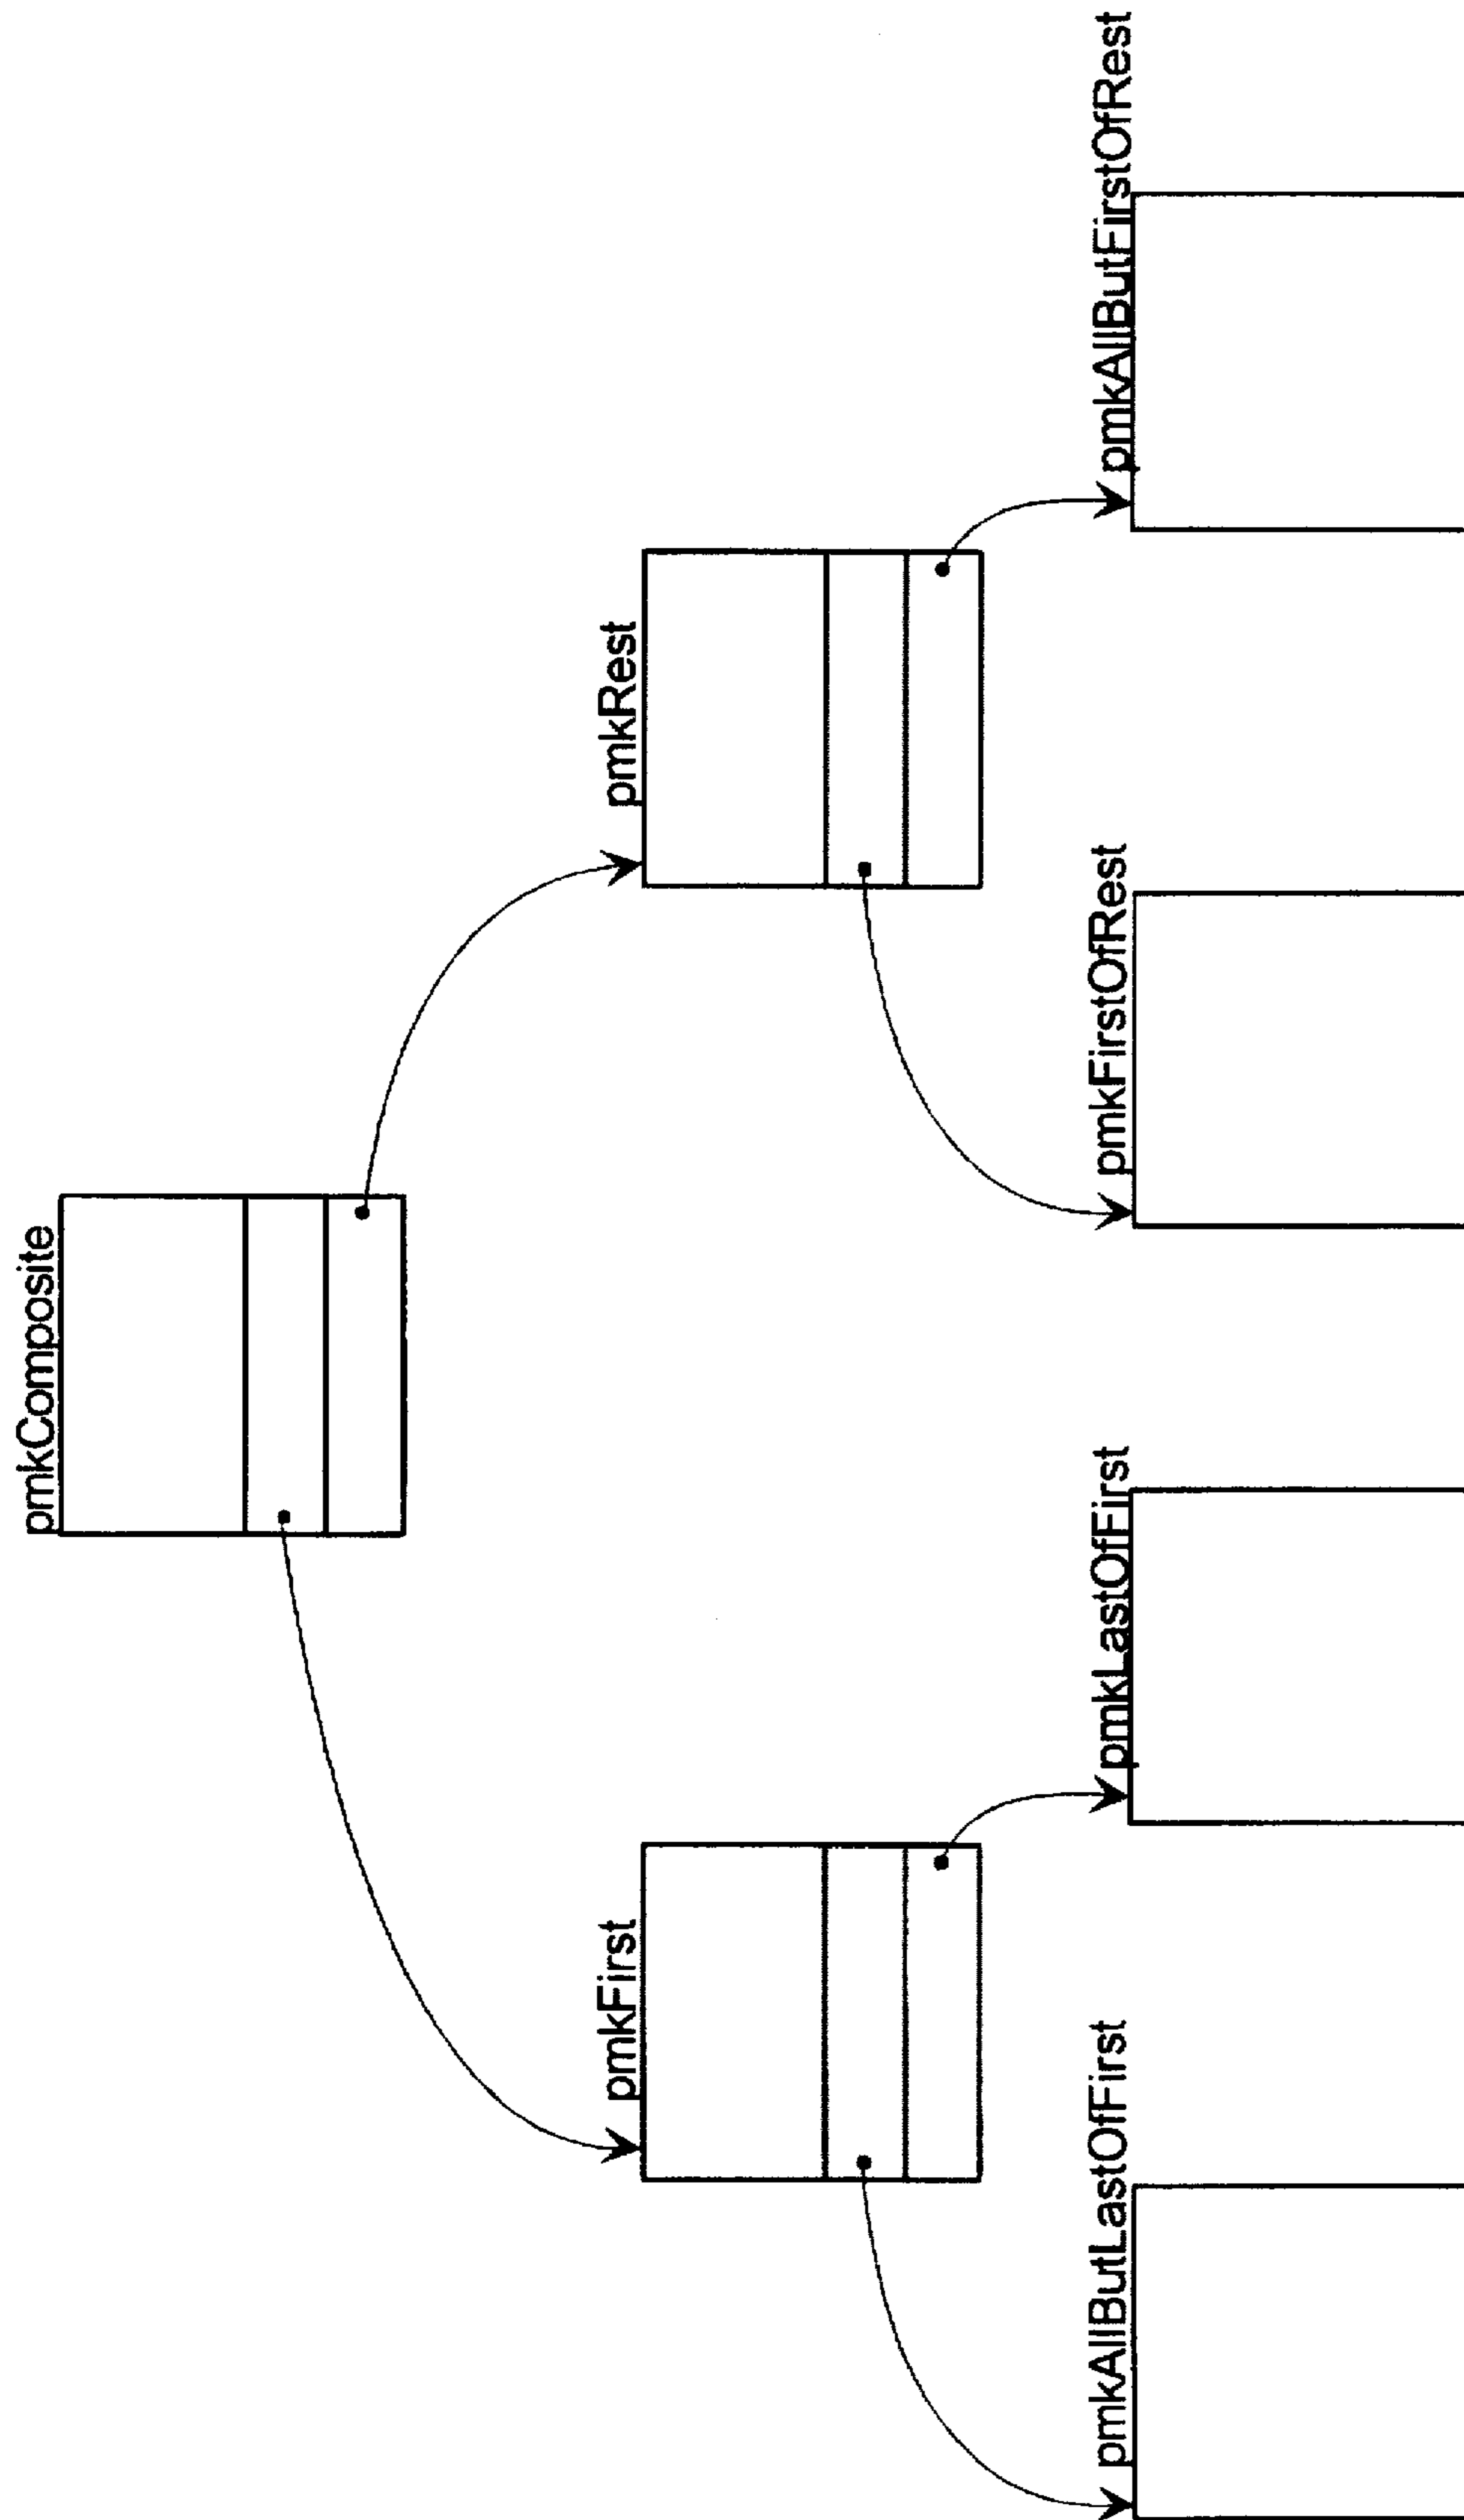 pmkComposite
pmkFirst
pmkRest
pmkAllButLastOfFirst
pmkLastOfFirst
pmkFirstOfRest
pmkAllButFirstOfRest